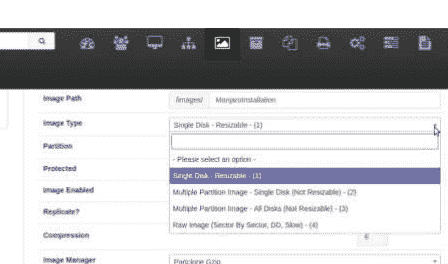 Image Path /images/ ManjaroInstallation
Image Type Single Disk - Resizable - (1)
Partition
- Please select an option -
Protected Single Disk - Resizable - (1)
Image Enabled Multiple Partition Image - Single Disk (Not Resizable) - (2)
Replicate? Multiple Partition Image - All Disks (Not Resizable) - (3)
Raw Image (Sector By Sector, DD, Slow) - (4)
Compression 6
Image Manager Partclone Gzip